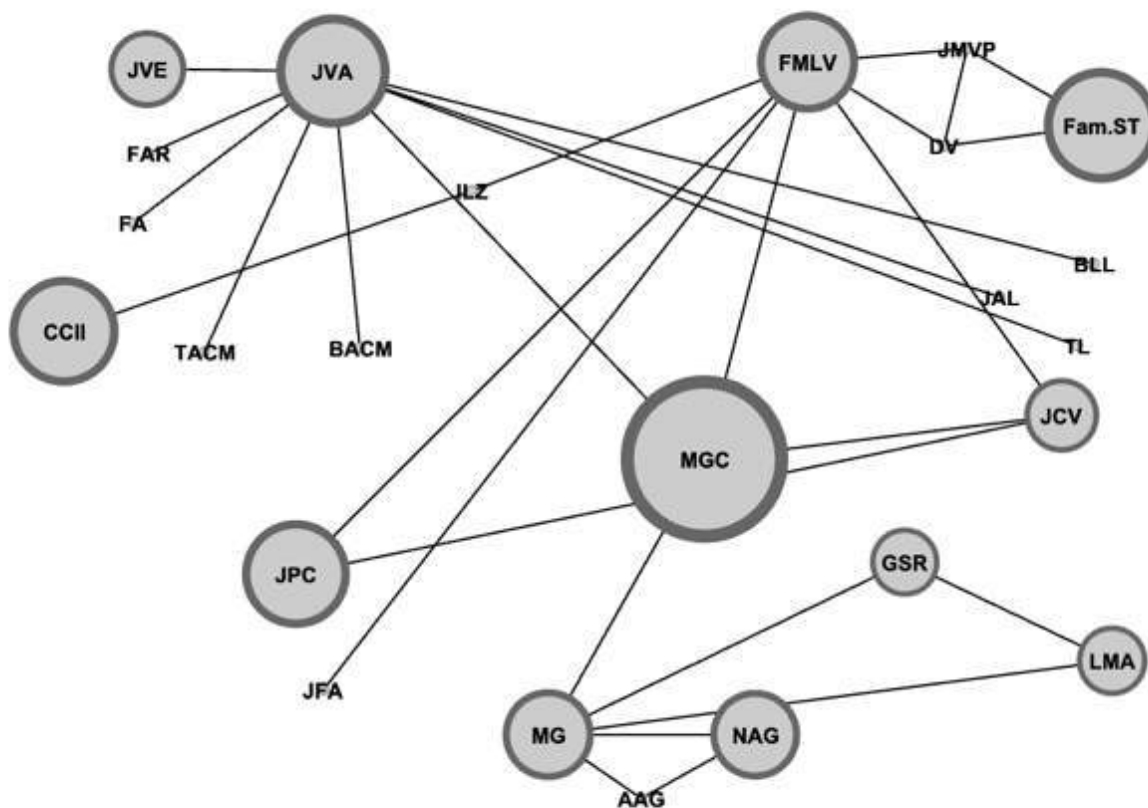 JVE
JVA
FMLV
JMVP
Fam.ST
FAR
DV
JLZ
FA
BLL
JAL
CCII
TACM
BACM
TL
JCV
MGC
JPC
GSR
LMA
JFA
MG
NAG
AAG